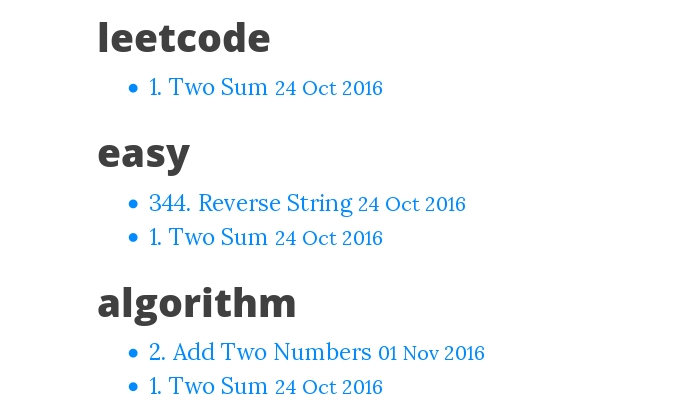 leetcode
• 1. Two Sum 24 Oct 2016
easy
• 344. Reverse String 24 Oct 2016
• 1. Two Sum 24 Oct 2016
algorithm
• 2. Add Two Numbers 01 Nov 2016
• 1. Two Sum 24 Oct 2016